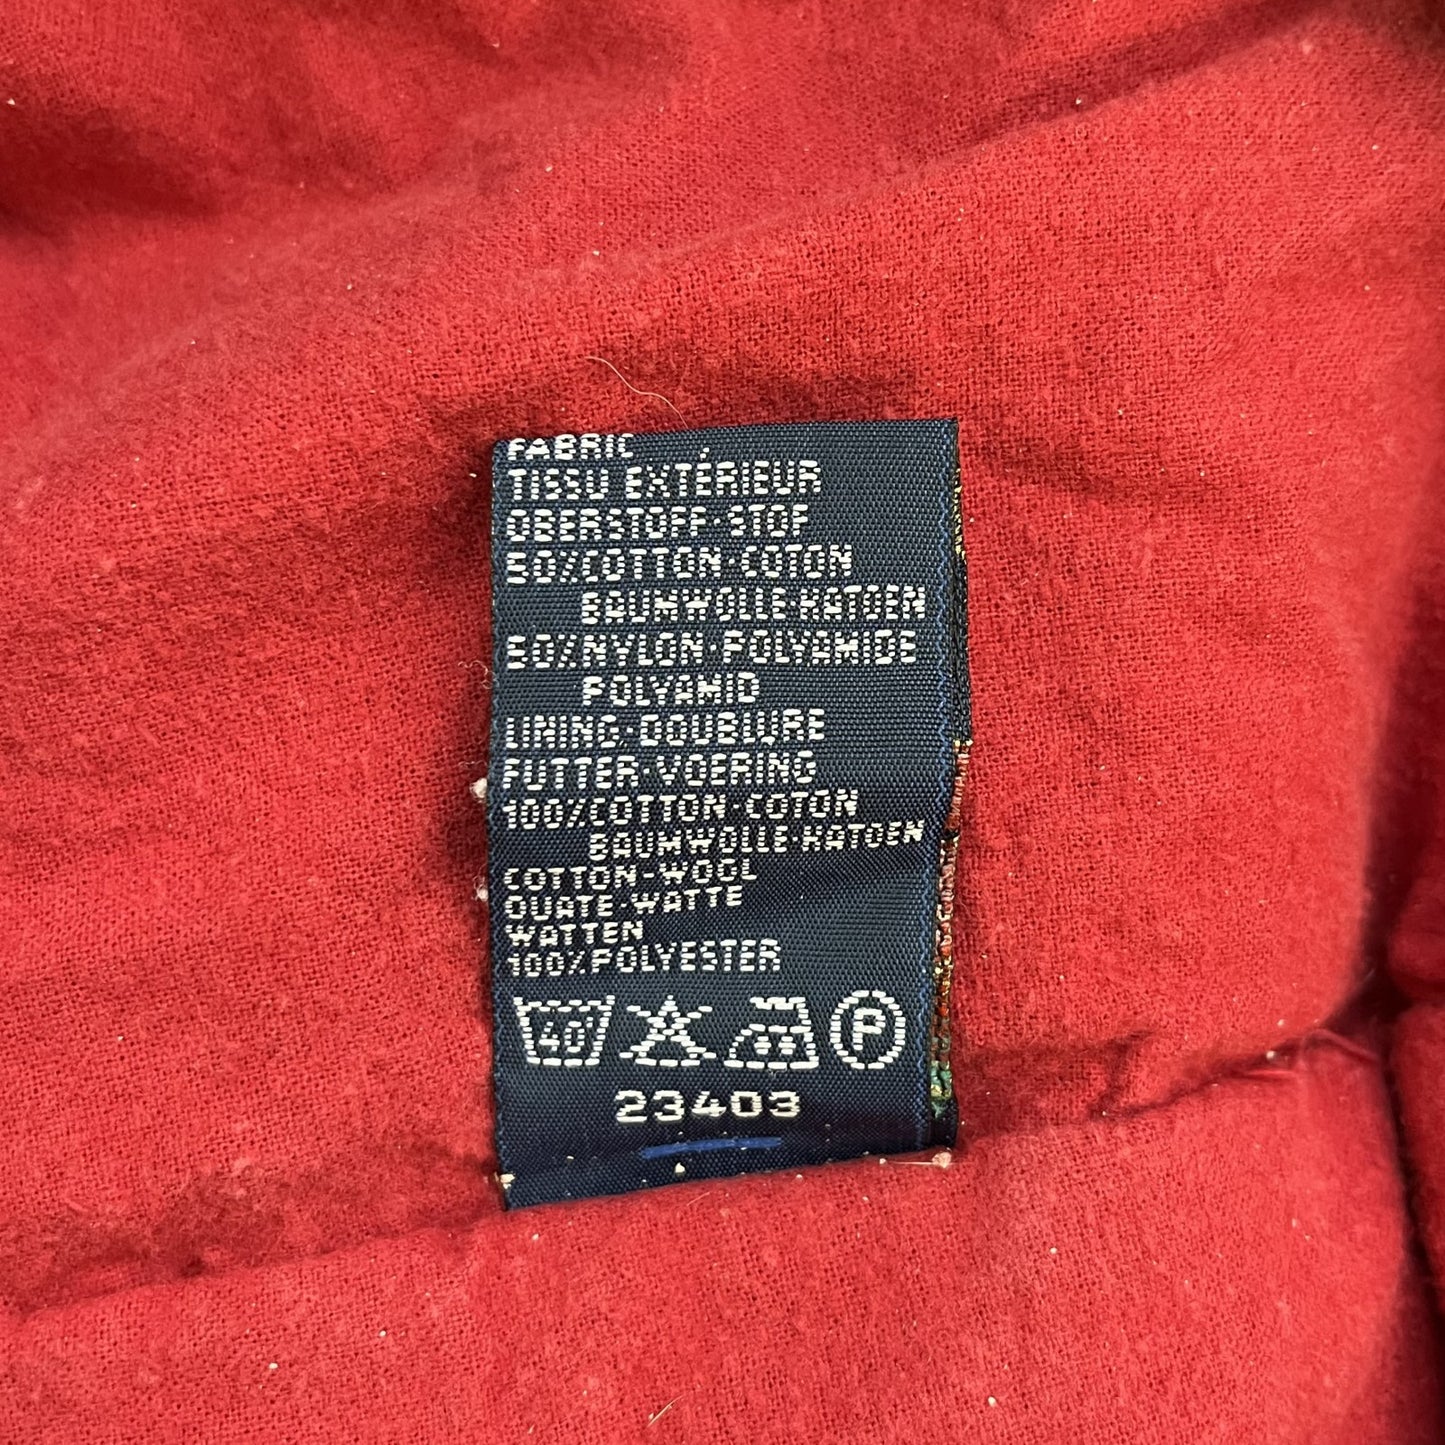 FABRIC
TISSU EXTÉRIEUR
OBERSTOFF-STOF
50%COTTON-COTON
BAUMWOLLE-KATOEN
50%NYLON-POLYAMIDE
POLYAMID
LINING-DOUBLURE
FUTTER-VOERING
100%COTTON-COTON
BAUMWOLLE-KATOEN
COTTON-WOOL
OUATE-WATTE
WATTEN
100%POLYESTER
40 P
23403